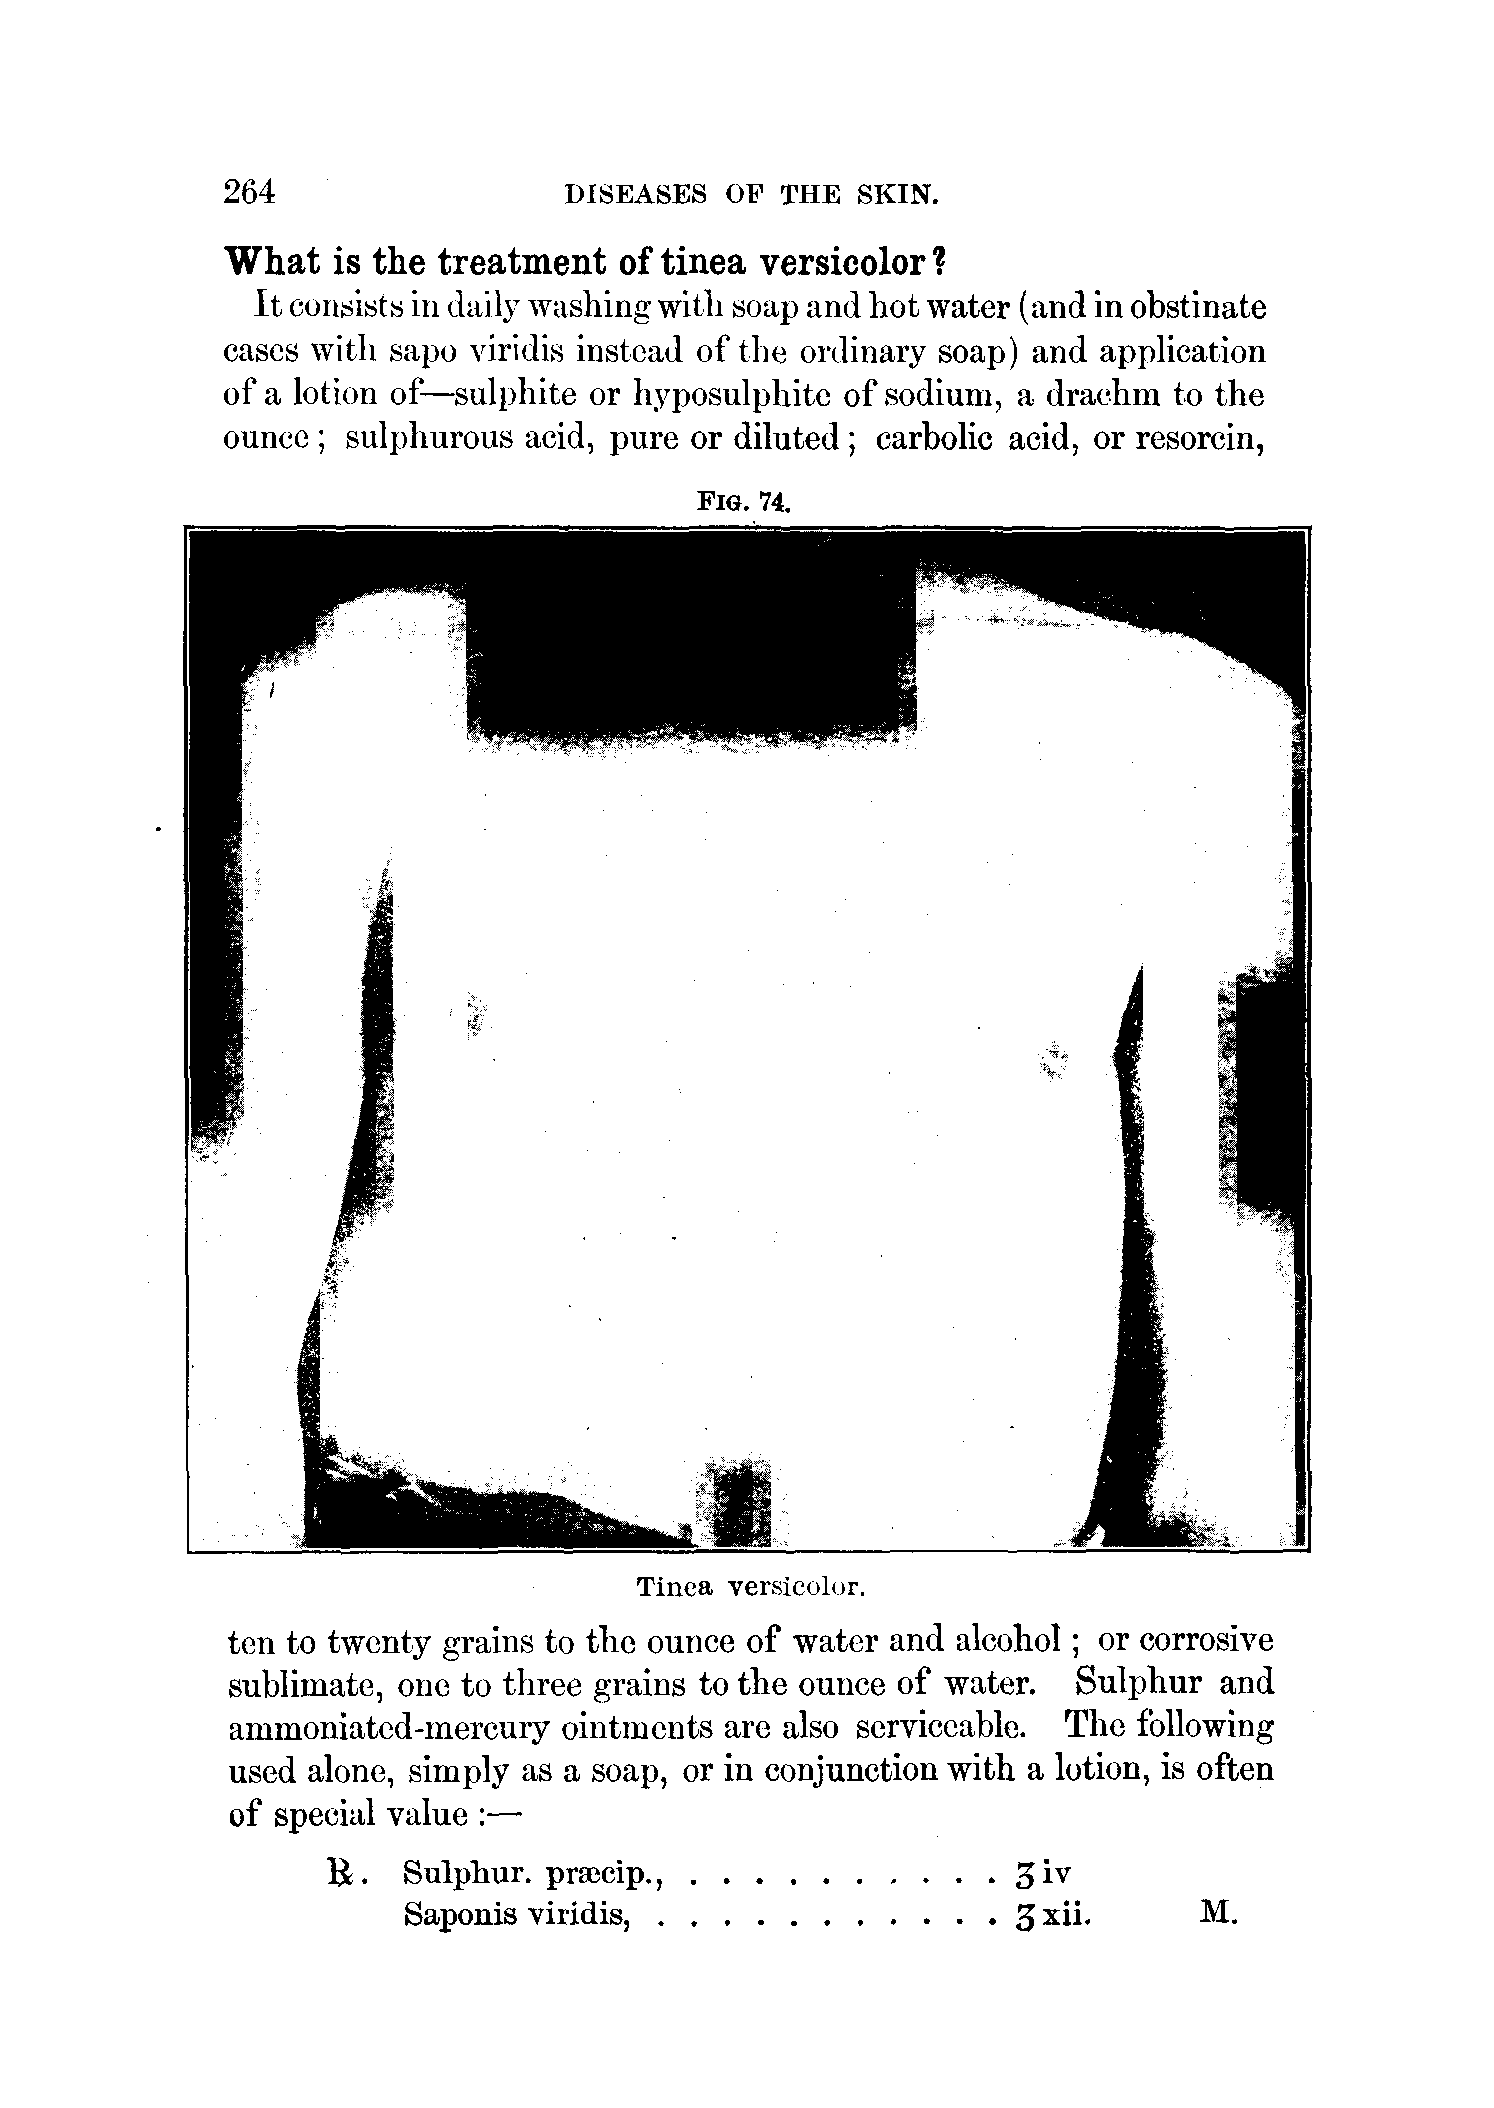 264 DISEASES OF THE SKIN.
What is the treatment of tinea versicolor?
It consists in daily washing with soap and hot water (and in obstinate
cases with sapo viridis instead of the ordinary soap) and application
of a lotion of—sulphite or hyposulphite of sodium, a drachm to the
ounce; sulphurous acid, pure or diluted; carbolic acid, or resorcin,
FIG. 74.
Tinea versicolor.
ten to twenty grains to the ounce of water and alcohol; or corrosive
sublimate, one to three grains to the ounce of water. Sulphur and
ammoniated-mercury ointments are also serviceable. The following
used alone, simply as a soap, or in conjunction with a lotion, is often
of special value:—
℞. Sulphur. præcip., . . . . . . . . . . ʒiv
Saponis viridis, . . . . . . . . . . . ʒxii. M.